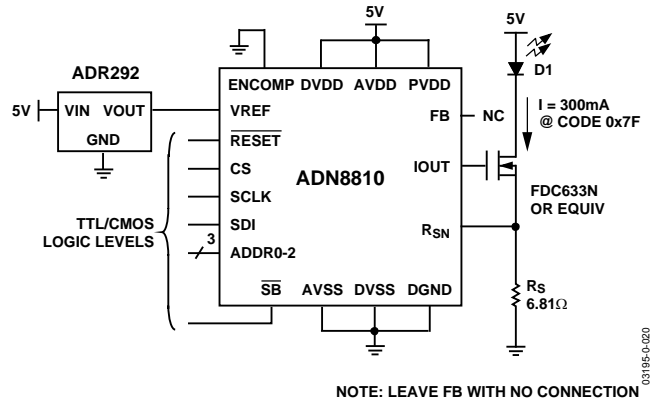 5V
5V
ADR292
ENCOMP DVDD AVDD PVDD
D1
5V
VIN VOUT
VREF
FB
NC
I = 300mA
@ CODE 0x7F
GND
RESET
CS
ADN8810
IOUT
SCLK
FDC633N
OR EQUIV
TTL/CMOS
LOGIC LEVELS
SDI
RSN
3
ADDR0-2
SB AVSS DVSS DGND
RS
6.81Ω
03195-0-020
NOTE: LEAVE FB WITH NO CONNECTION